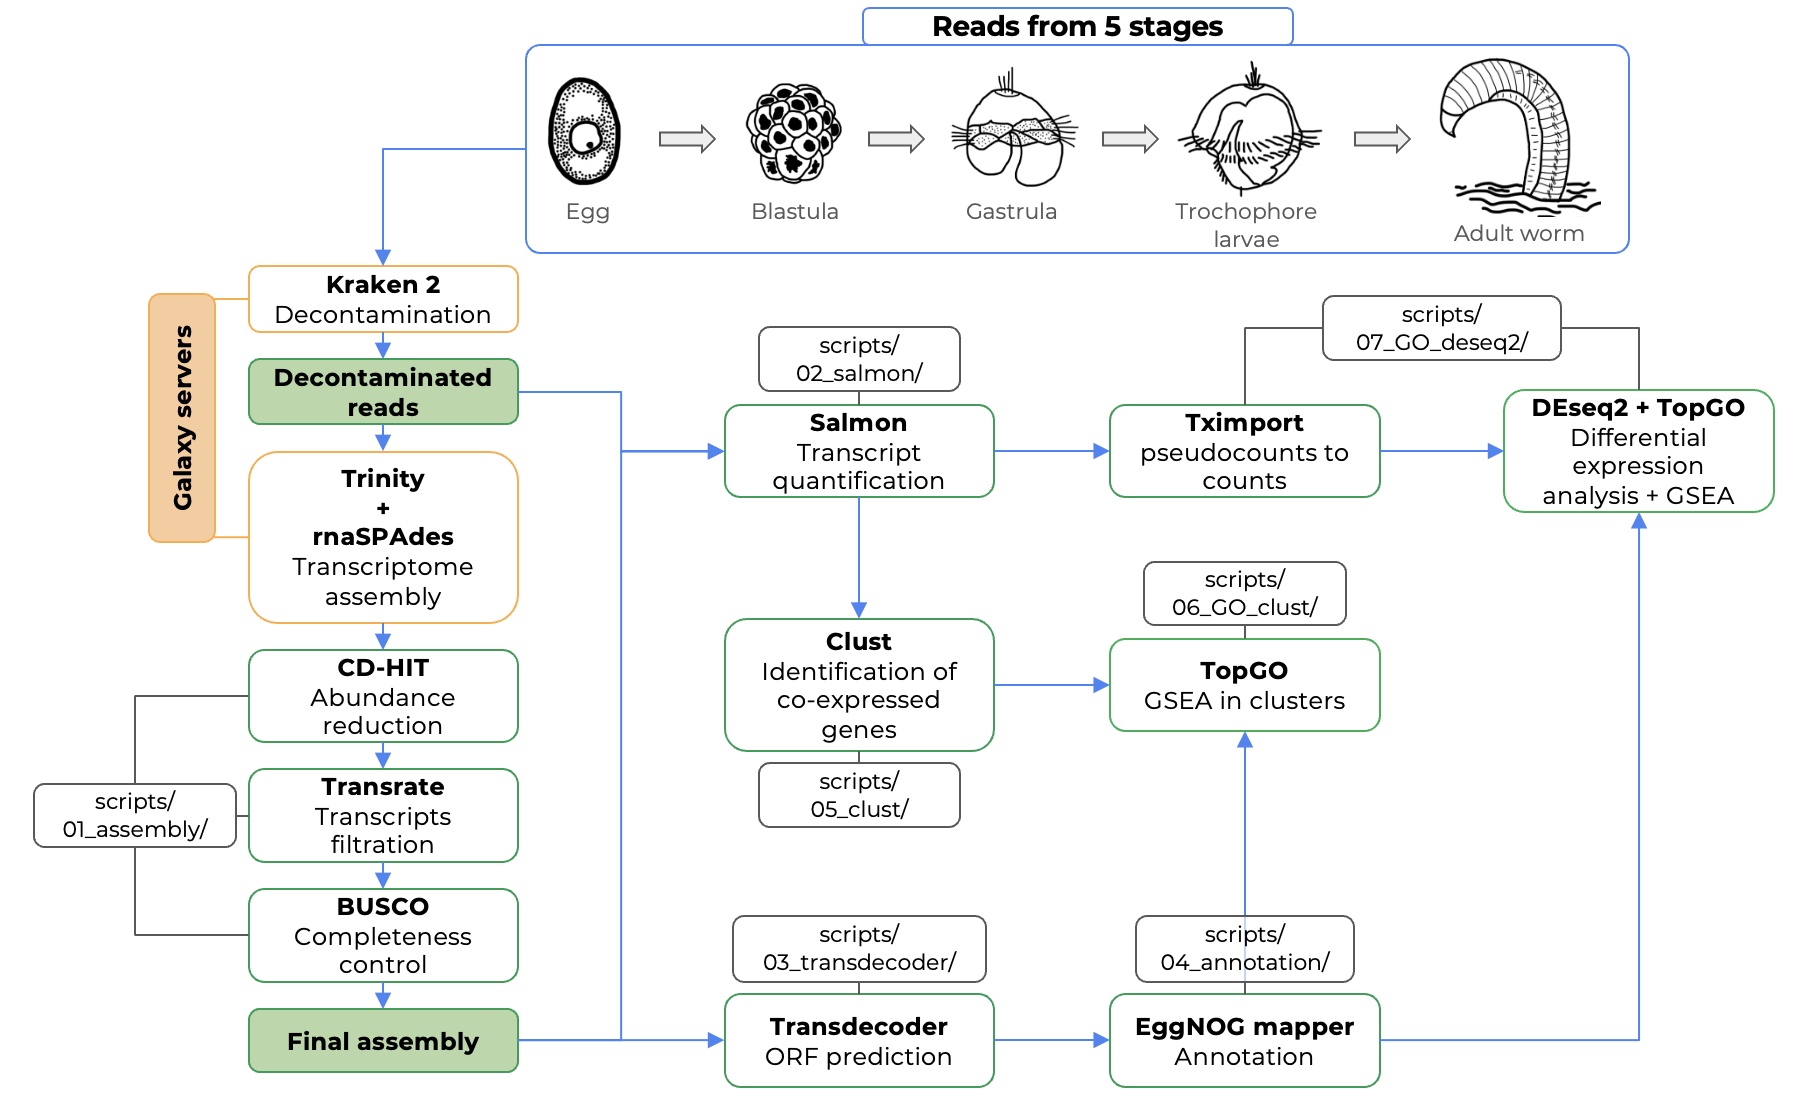 Reads from 5 stages
Egg
Blastula
Gastrula
Trochophore
larvae
Adult worm
Galaxy servers
Kraken 2
Decontamination
Decontaminated
reads
Trinity
+
rnaSPAdes
Transcriptome
assembly
CD-HIT
Abundance
reduction
scripts/
01_assembly/
Transrate
Transcripts
filtration
BUSCO
Completeness
control
Final assembly
scripts/
02_salmon/
Salmon
Transcript
quantification
Tximport
pseudocounts to
counts
scripts/
07_GO_deseq2/
DEseq2 + TopGO
Differential
expression
analysis + GSEA
Clust
Identification of
co-expressed
genes
scripts/
05_clust/
scripts/
06_GO_clust/
TopGO
GSEA in clusters
scripts/
03_transdecoder/
Transdecoder
ORF prediction
scripts/
04_annotation/
EggNOG mapper
Annotation